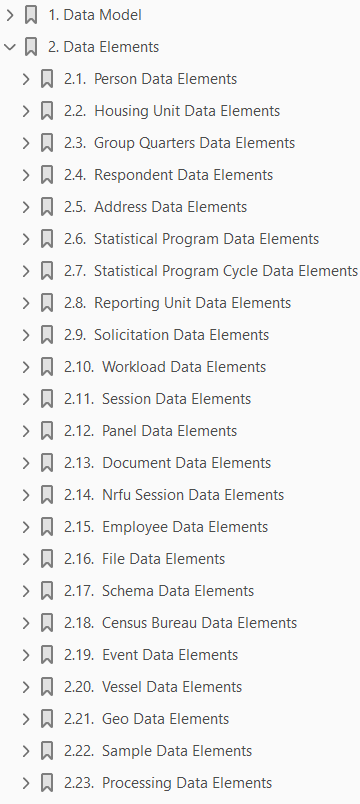 1. Data Model
2. Data Elements
2.1. Person Data Elements
2.2. Housing Unit Data Elements
2.3. Group Quarters Data Elements
2.4. Respondent Data Elements
2.5. Address Data Elements
2.6. Statistical Program Data Elements
2.7. Statistical Program Cycle Data Elements
2.8. Reporting Unit Data Elements
2.9. Solicitation Data Elements
2.10. Workload Data Elements
2.11. Session Data Elements
2.12. Panel Data Elements
2.13. Document Data Elements
2.14. Nrfu Session Data Elements
2.15. Employee Data Elements
2.16. File Data Elements
2.17. Schema Data Elements
2.18. Census Bureau Data Elements
2.19. Event Data Elements
2.20. Vessel Data Elements
2.21. Geo Data Elements
2.22. Sample Data Elements
2.23. Processing Data Elements